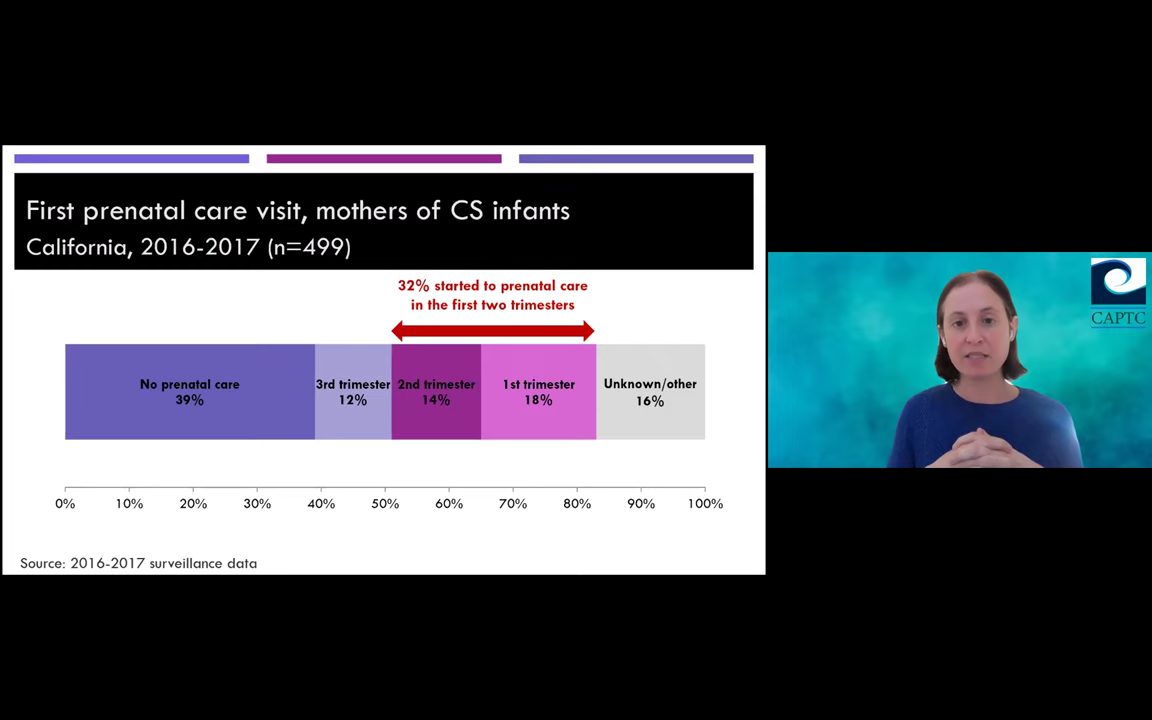 First prenatal care visit, mothers of CS infants
California, 2016-2017 (n=499)
32% started to prenatal care
in the first two trimesters
No prenatal care
39%
3rd trimester
12%
2nd trimester
14%
1st trimester
18%
Unknown/other
16%
0% 10% 20% 30% 40% 50% 60% 70% 80% 90% 100%
Source: 2016-2017 surveillance data
CAPTC